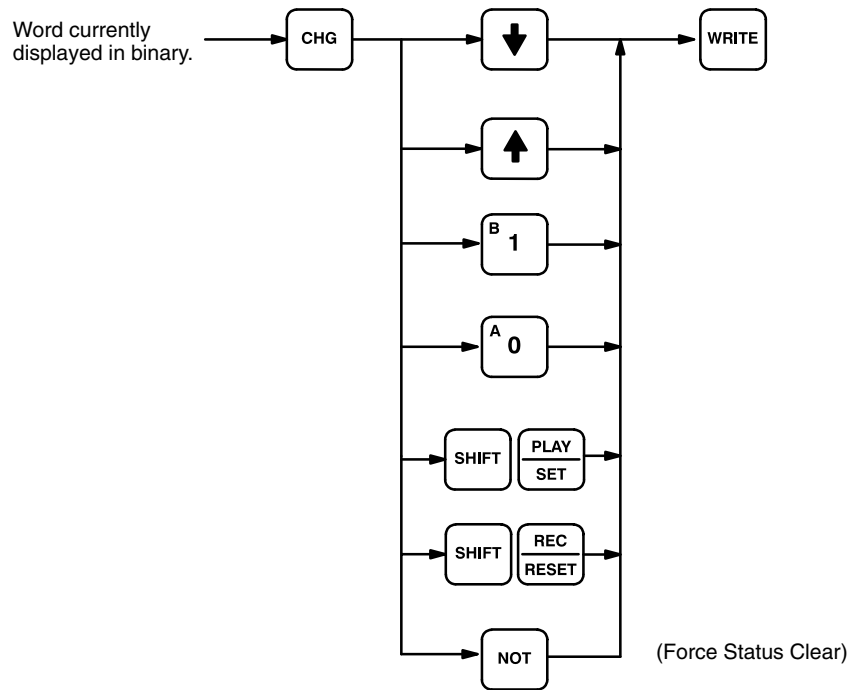 Word currently
displayed in binary.
CHG
WRITE
B
1
A
0
SHIFT
PLAY
SET
SHIFT
REC
RESET
NOT
(Force Status Clear)